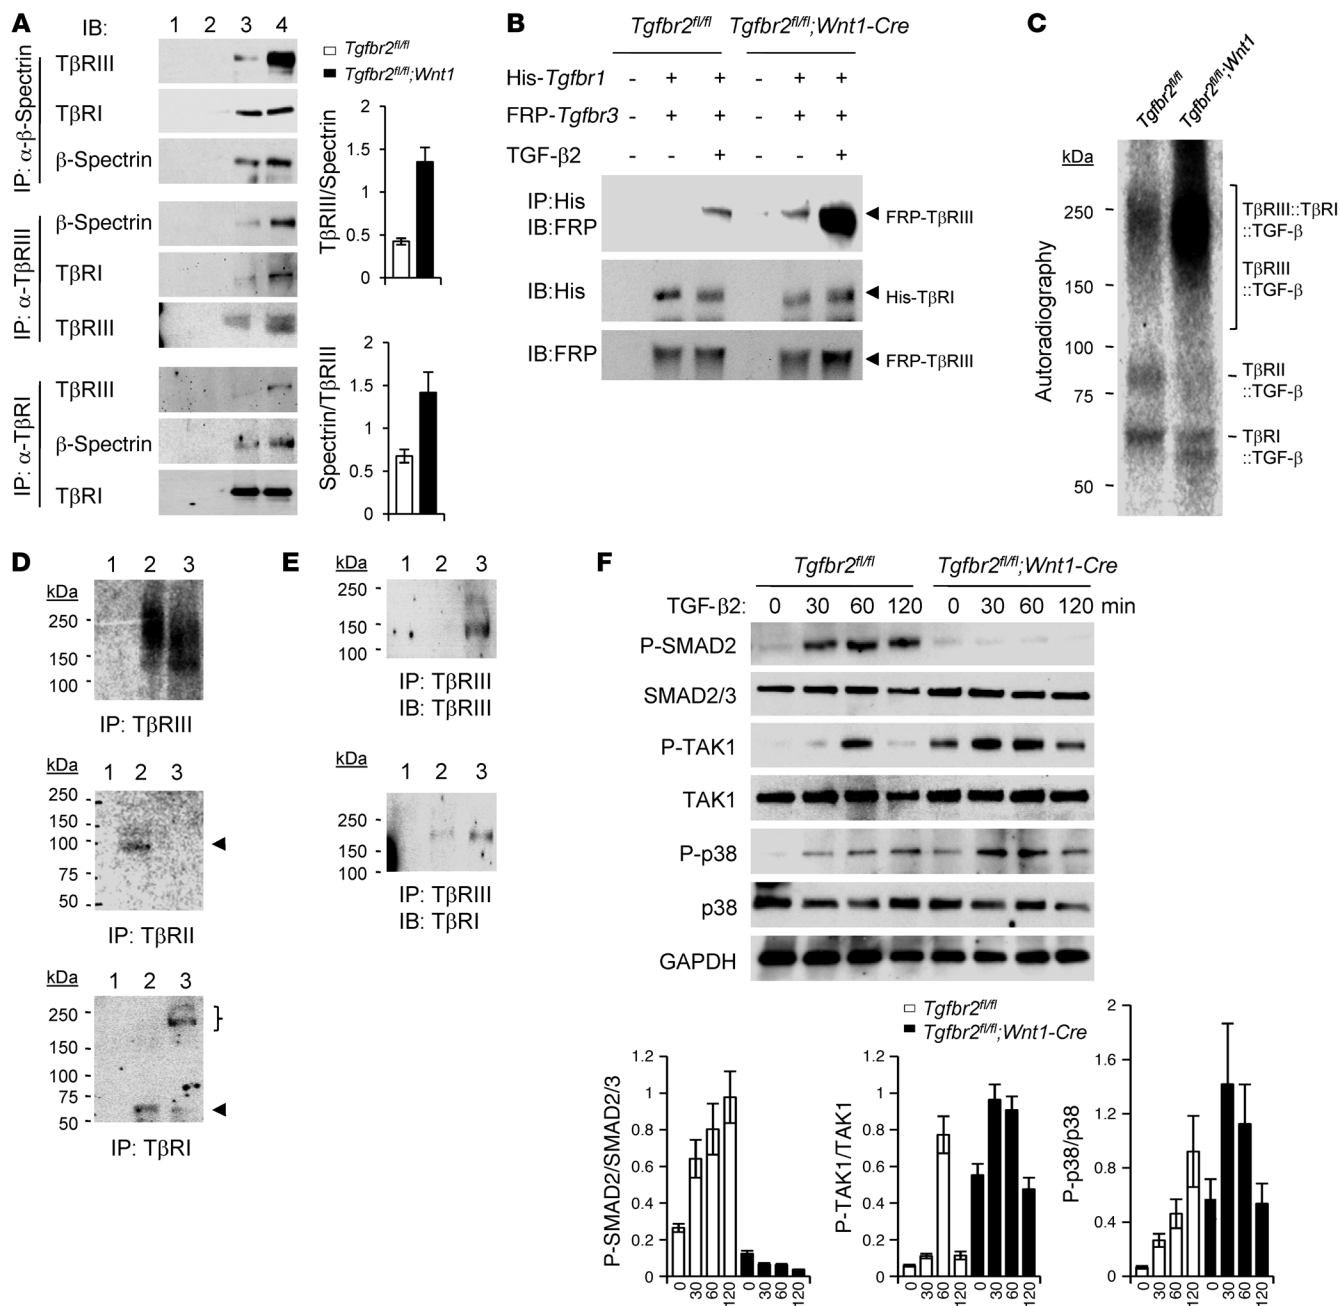 A
IB: 1 2 3 4
IP: α-β-Spectrin
TβRIII
TβRI
β-Spectrin
IP: α-TβRIII
β-Spectrin
TβRI
TβRIII
IP: α-TβRI
TβRIII
β-Spectrin
TβRI
Tgfbr2fl/fl
Tgfbr2fl/fl;Wnt1
TβRIII/Spectrin
2
1.5
1
0.5
0
Spectrin/TβRIII
2
1.5
1
0.5
0
B
Tgfbr2fl/fl Tgfbr2fl/fl;Wnt1-Cre
His-Tgfbr1 - + + - + +
FRP-Tgfbr3 - + + - + +
TGF-β2 - - + - - +
IP:His
IB:FRP
FRP-TβRIII
IB:His
His-TβRI
IB:FRP
FRP-TβRIII
C
Tgfbr2fl/fl
Tgfbr2fl/fl;Wnt1
Autoradiography
kDa
250
150
100
75
50
TβRIII::TβRI
::TGF-β
TβRIII
::TGF-β
TβRII
::TGF-β
TβRI
::TGF-β
D
1 2 3
kDa
250
150
100
IP: TβRIII
kDa
1 2 3
250
150
100
75
50
IP: TβRII
kDa
1 2 3
250
150
100
75
50
IP: TβRI
E
kDa
1 2 3
250
150
100
IP: TβRIII
IB: TβRIII
kDa
1 2 3
250
150
100
IP: TβRIII
IB: TβRI
F
Tgfbr2fl/fl Tgfbr2fl/fl;Wnt1-Cre
TGF-β2: 0 30 60 120 0 30 60 120 min
P-SMAD2
SMAD2/3
P-TAK1
TAK1
P-p38
p38
GAPDH
Tgfbr2fl/fl
Tgfbr2fl/fl;Wnt1-Cre
P-SMAD2/SMAD2/3
1.2
1
0.8
0.6
0.4
0.2
0
0 30 60 120 0 30 60 120
P-TAK1/TAK1
1.2
1
0.8
0.6
0.4
0.2
0
0 30 60 120 0 30 60 120
P-p38/p38
2
1.6
1.2
0.8
0.4
0
0 30 60 120 0 30 60 120